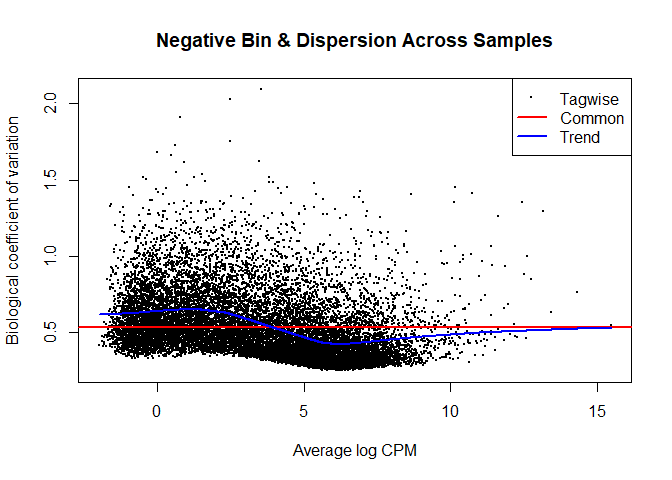 Negative Bin & Dispersion Across Samples
Biological coefficient of variation
2.0
1.5
1.0
0.5
Tagwise
Common
Trend
0 5 10 15
Average log CPM